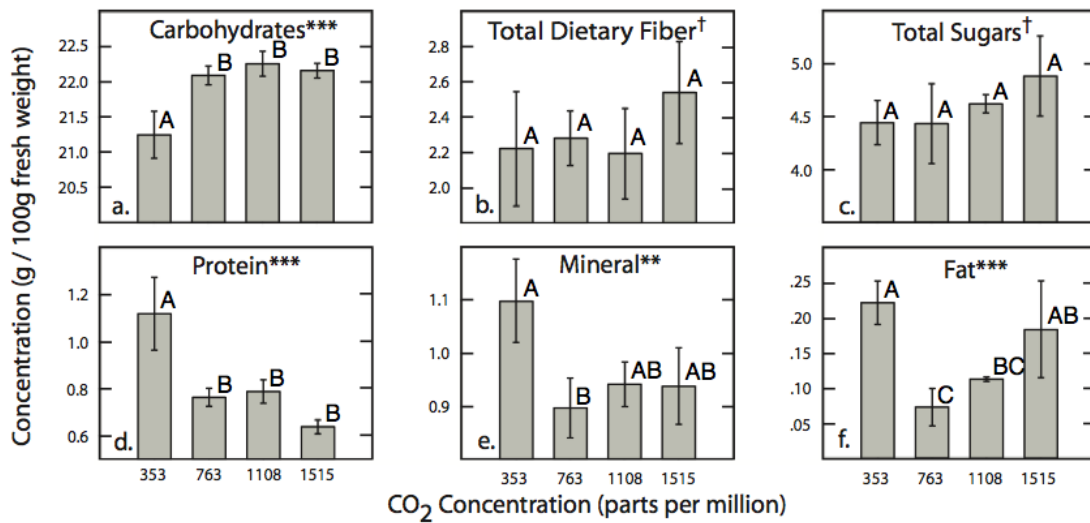 Concentration (g / 100g fresh weight)
Carbohydrates***
22.5
22.0
21.5
21.0
20.5
A
B
B
B
a.
Total Dietary Fiber†
2.8
2.6
2.4
2.2
2.0
A
A
A
A
b.
Total Sugars†
5.0
4.5
4.0
A
A
A
A
c.
Protein***
1.2
1.0
0.8
0.6
A
B
B
B
d.
353 763 1108 1515
Mineral**
1.1
1.0
0.9
A
B
AB
AB
e.
353 763 1108 1515
Fat***
.25
.20
.15
.10
.05
A
C
BC
AB
f.
353 763 1108 1515
CO2 Concentration (parts per million)